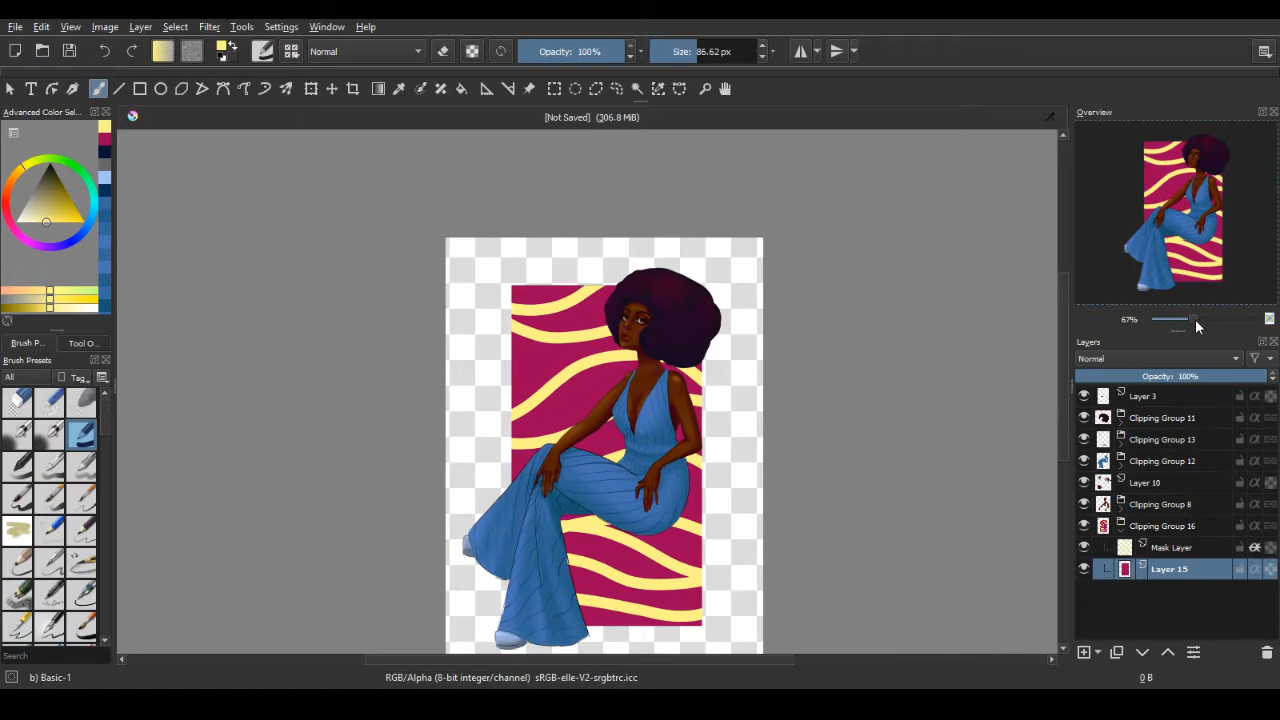 File Edit View Image Layer Select Filter Tools Settings Window Help
Normal Opacity: 100% Size: 86.62 px
Advanced Color Sel... [Not Saved] (306.8 MB) Overview
67%
Layers
Normal
Opacity: 100%
Layer 3
Clipping Group 11
Clipping Group 13
Clipping Group 12
Layer 10
Clipping Group 8
Clipping Group 16
Mask Layer
Layer 15
Brush P... Tool O...
Brush Presets
All Tag
Search
b) Basic-1 RGB/Alpha (8-bit integer/channel) sRGB-elle-V2-srgbtrc.icc 0 B